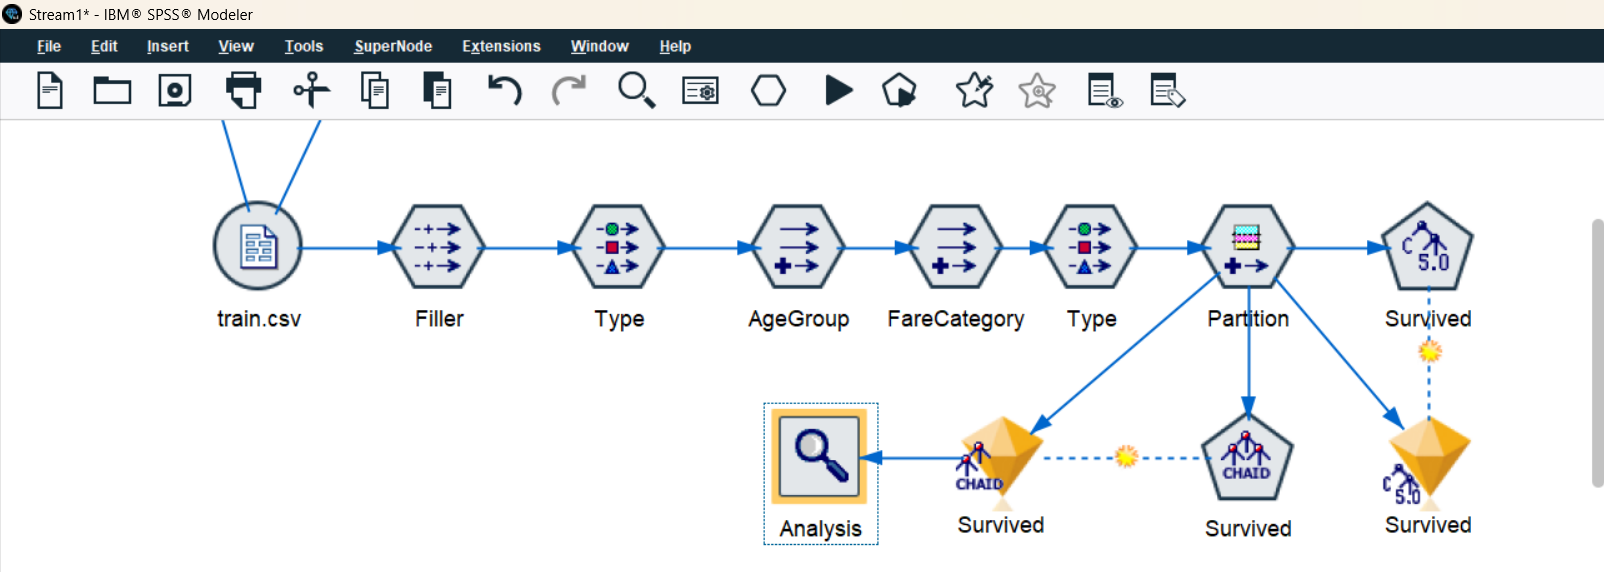 Stream1* - IBM® SPSS® Modeler
File Edit Insert View Tools SuperNode Extensions Window Help
train.csv Filler Type AgeGroup FareCategory Type Partition Survived
C 5.0
Analysis Survived Survived Survived
CHAID CHAID C 5.0